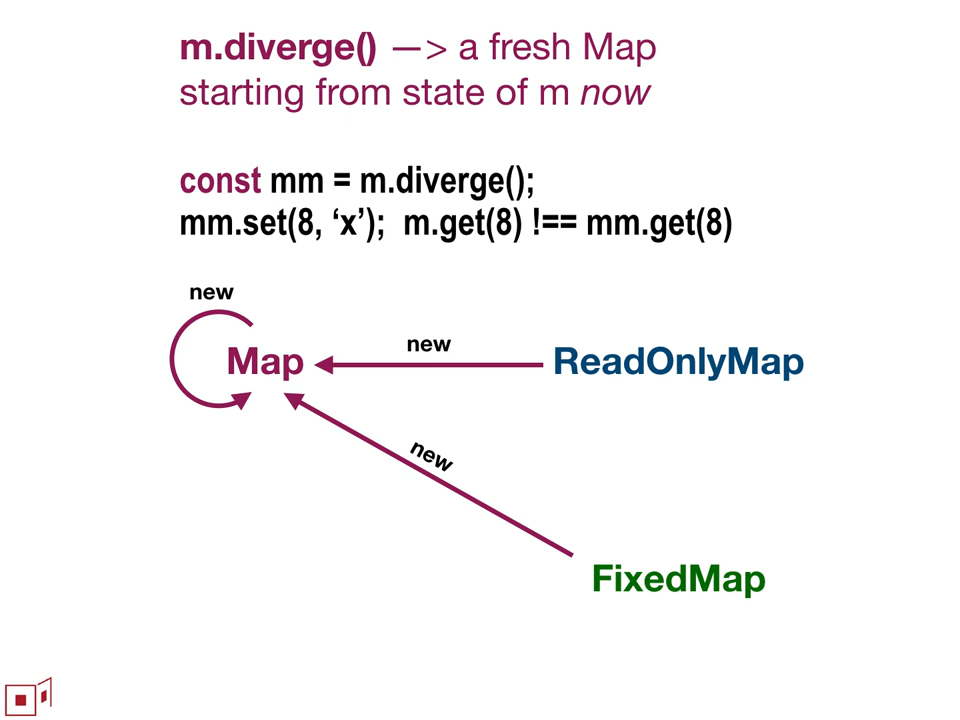 m.diverge() —> a fresh Map
starting from state of m now
const mm = m.diverge();
mm.set(8, ‘x’);  m.get(8) !== mm.get(8)
new
new
Map
ReadOnlyMap
new
FixedMap